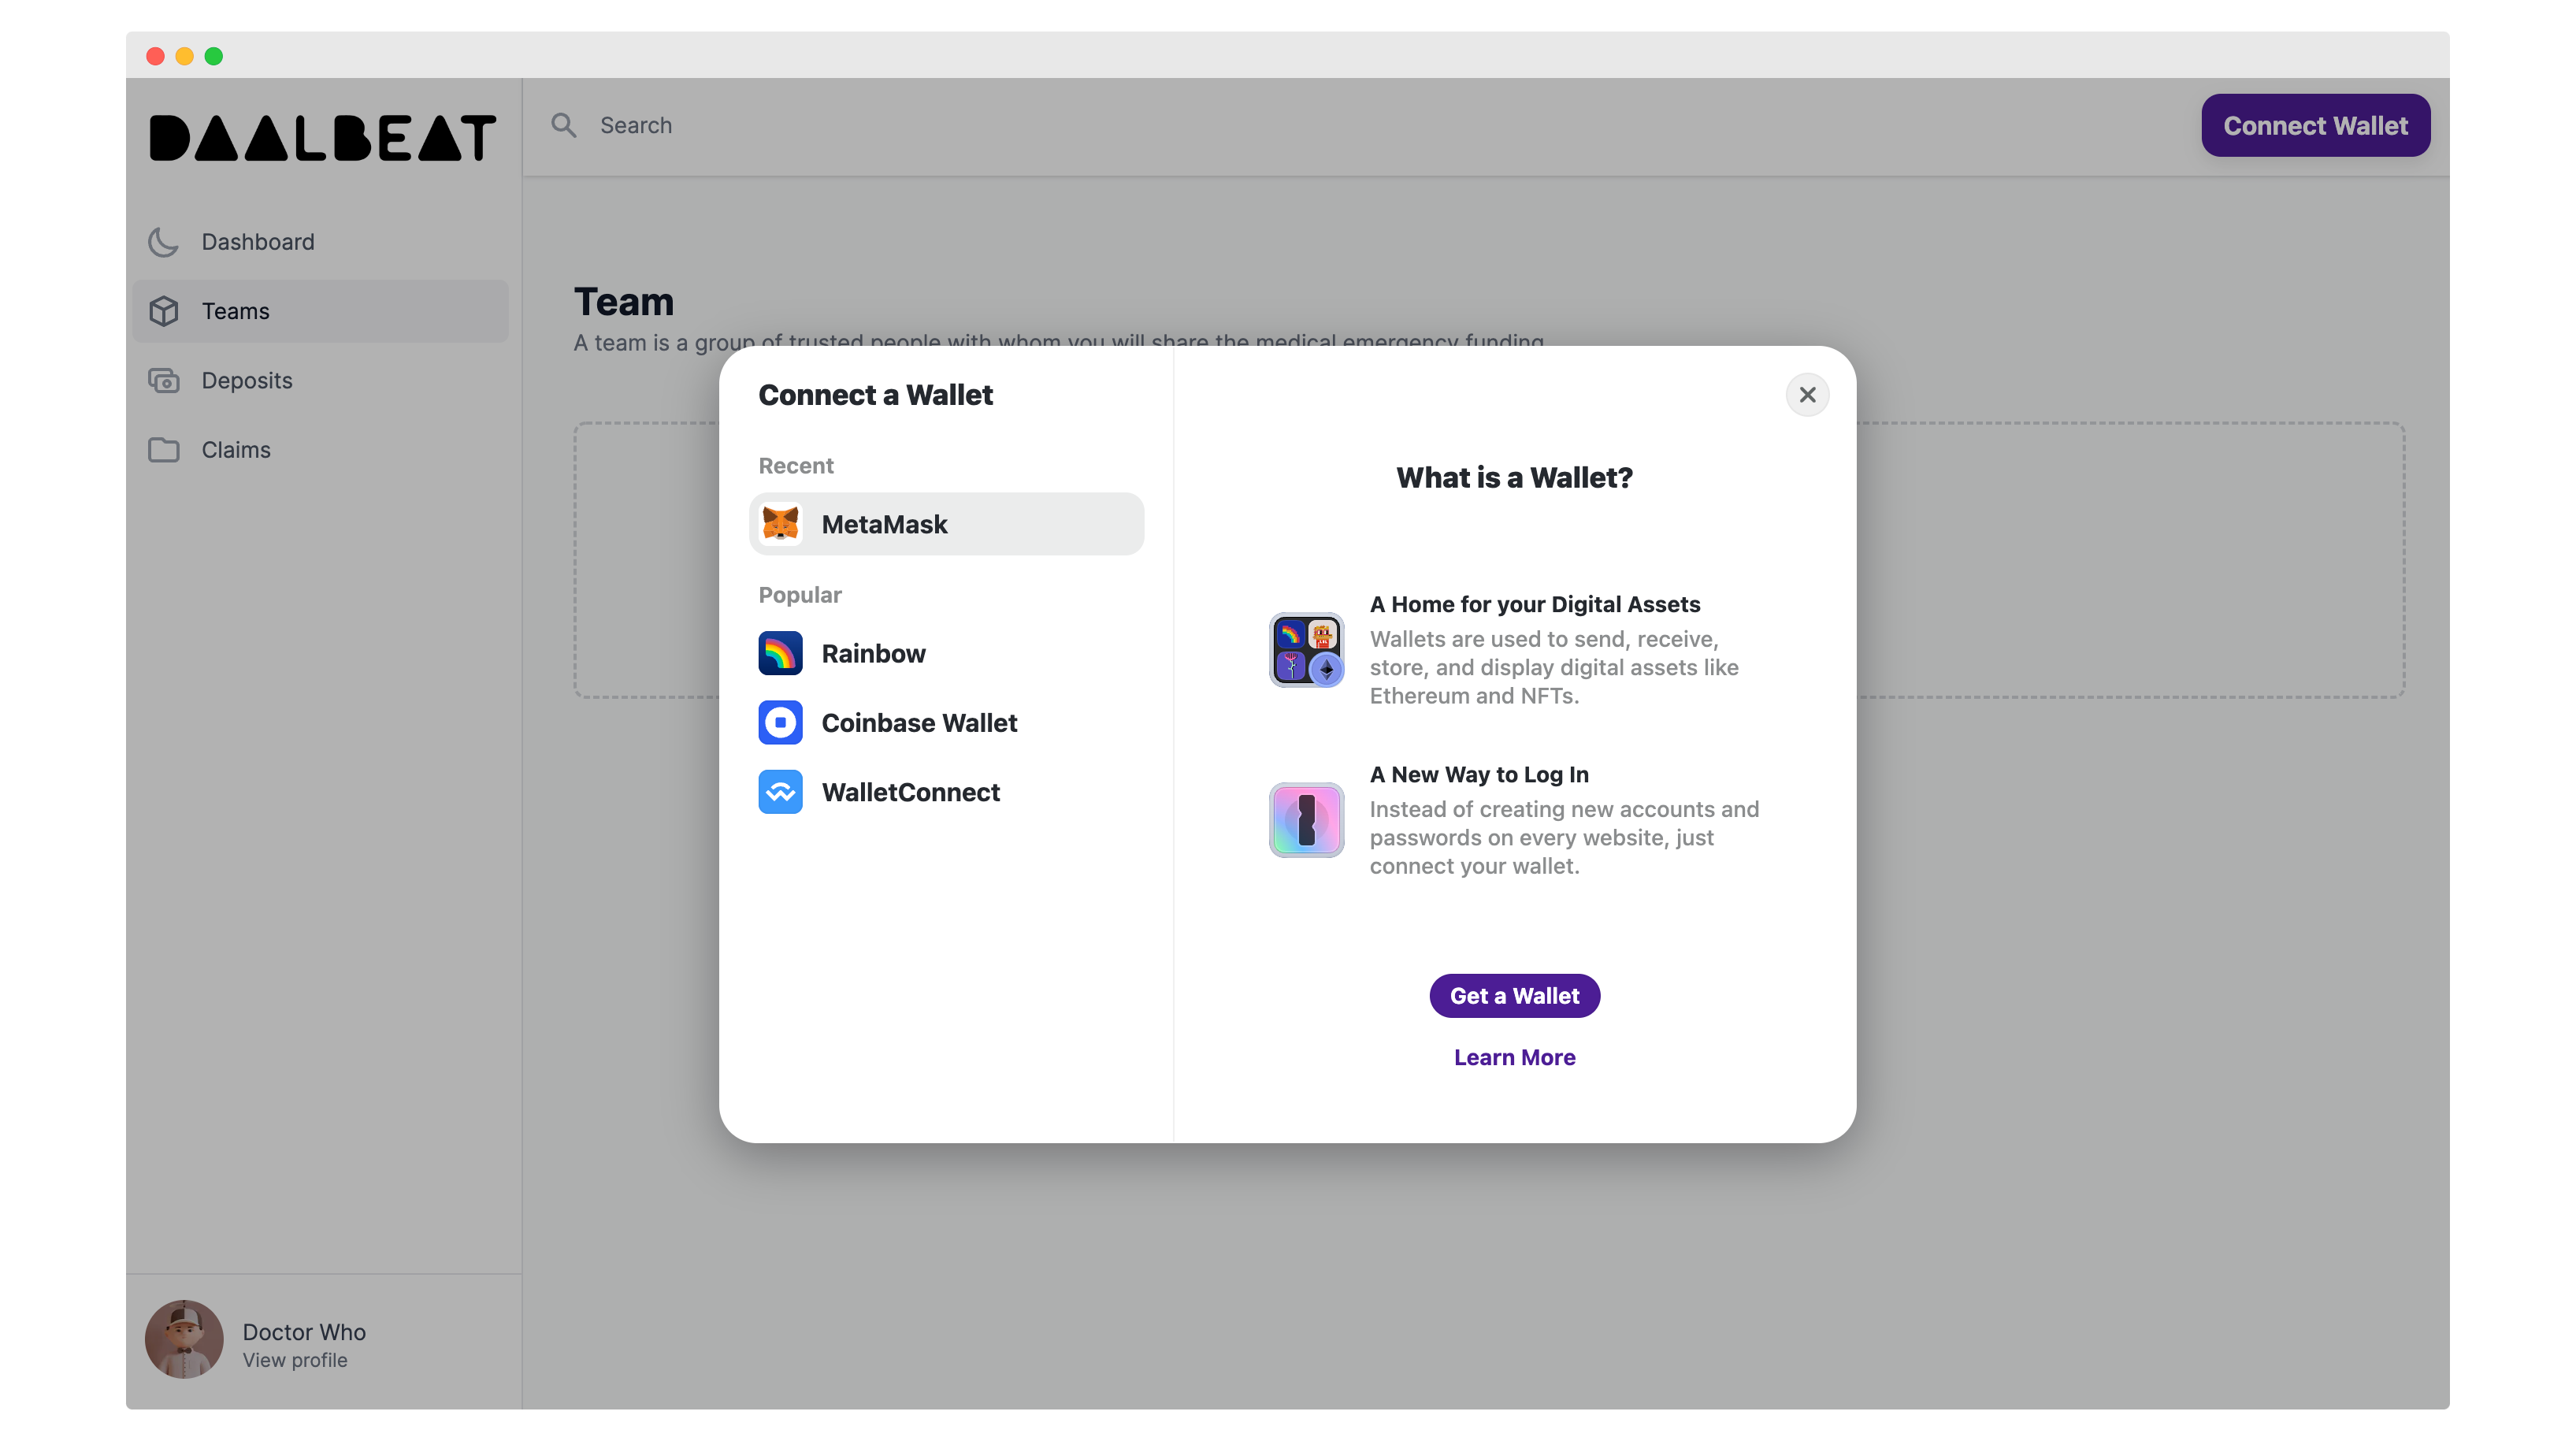 DAALBEAT
Search
Connect Wallet
Dashboard
Teams
Deposits
Claims
Team
A team is a group of trusted people with whom you will share the medical emergency funding
Connect a Wallet
Recent
MetaMask
Popular
Rainbow
Coinbase Wallet
WalletConnect
What is a Wallet?
A Home for your Digital Assets
Wallets are used to send, receive,
store, and display digital assets like
Ethereum and NFTs.
A New Way to Log In
Instead of creating new accounts and
passwords on every website, just
connect your wallet.
Get a Wallet
Learn More
Doctor Who
View profile